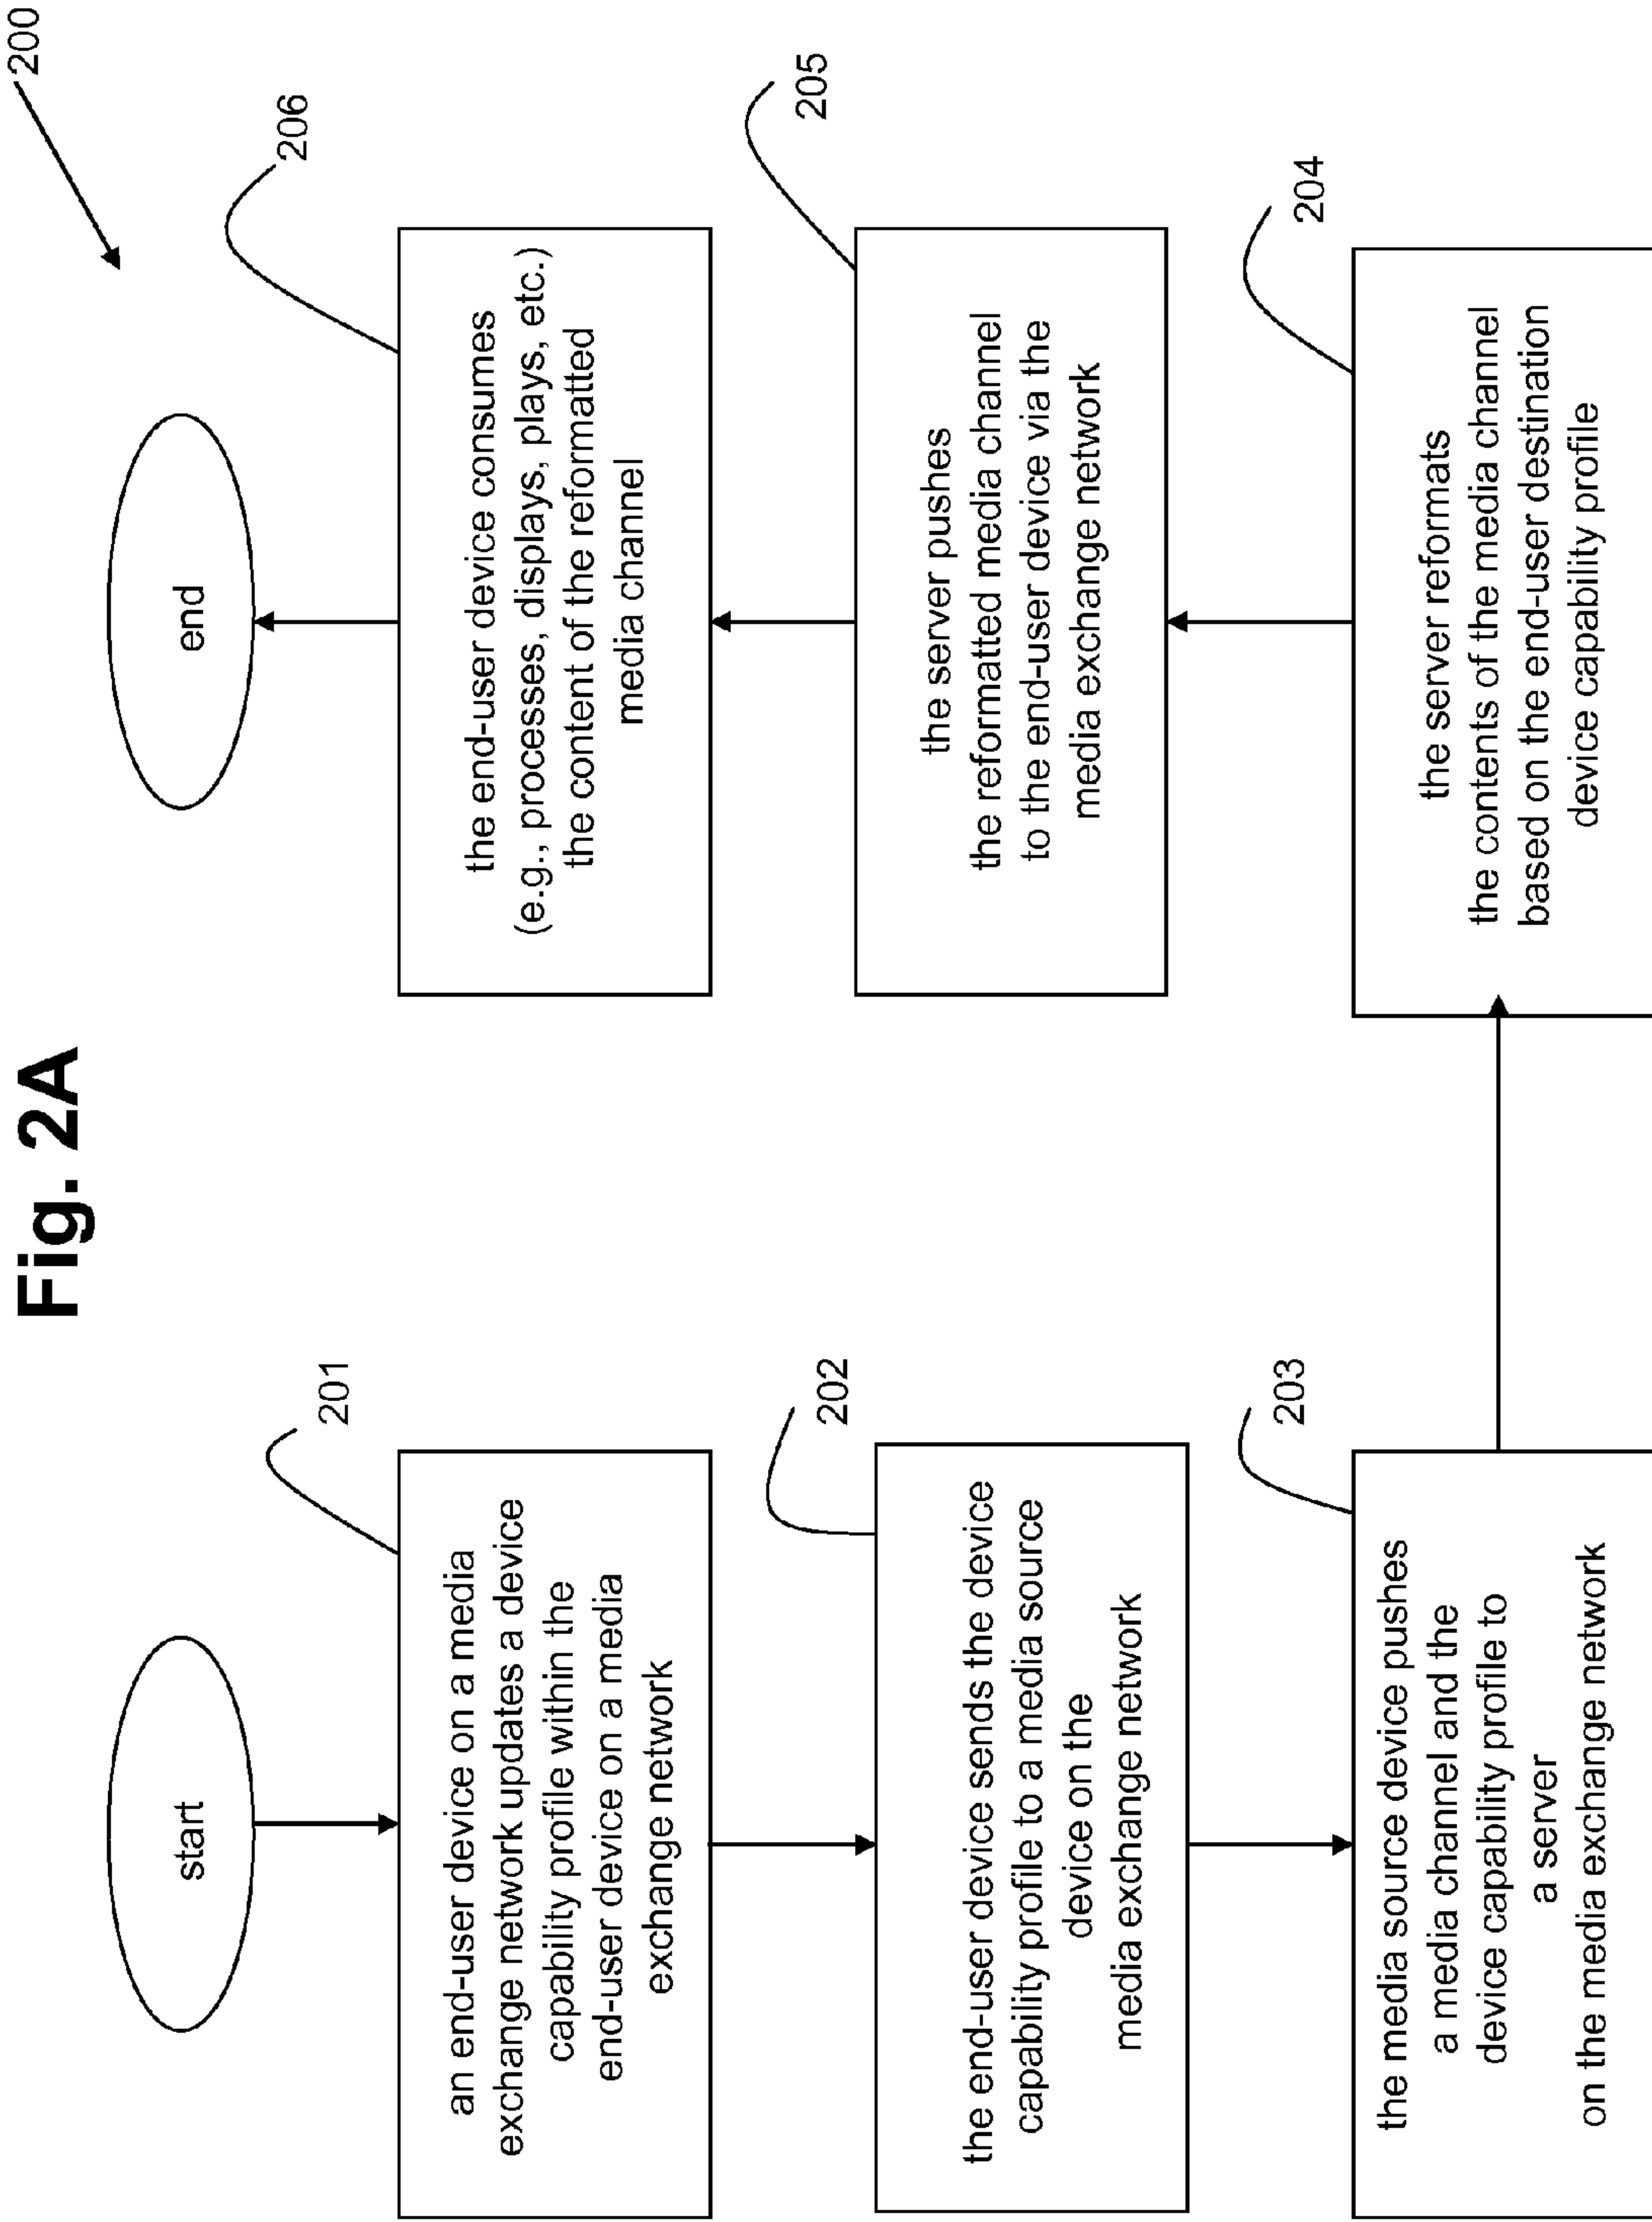 Fig. 2A
200
start
201
an end-user device on a media
exchange network updates a device
capability profile within the
end-user device on a media
exchange network
202
the end-user device sends the device
capability profile to a media source
device on the
media exchange network
203
the media source device pushes
a media channel and the
device capability profile to
a server
on the media exchange network
204
the server reformats
the contents of the media channel
based on the end-user destination
device capability profile
205
the server pushes
the reformatted media channel
to the end-user device via the
media exchange network
206
the end-user device consumes
(e.g., processes, displays, plays, etc.)
the content of the reformatted
media channel
end